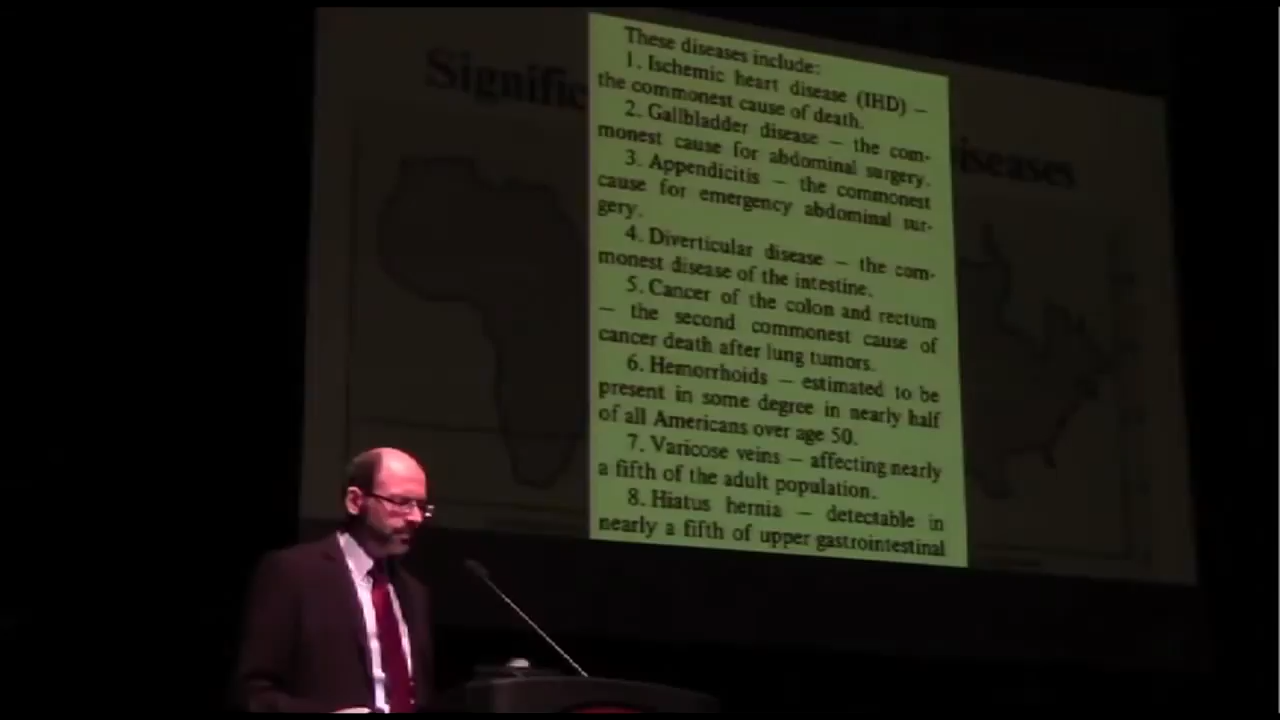 Signific
iseases
These diseases include:
1. Ischemic heart disease (IHD) –
the commonest cause of death.
2. Gallbladder disease – the com-
monest cause for abdominal surgery.
3. Appendicitis – the commonest
cause for emergency abdominal sur-
gery.
4. Diverticular disease – the com-
monest disease of the intestine.
5. Cancer of the colon and rectum
– the second commonest cause of
cancer death after lung tumors.
6. Hemorrhoids – estimated to be
present in some degree in nearly half
of all Americans over age 50.
7. Varicose veins – affecting nearly
a fifth of the adult population.
8. Hiatus hernia – detectable in
nearly a fifth of upper gastrointestinal